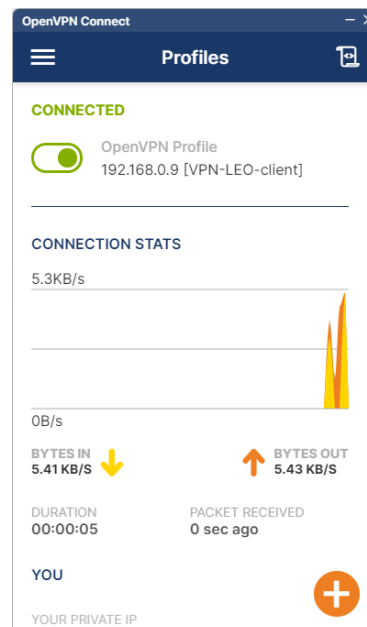 OpenVPN Connect
Profiles
CONNECTED
OpenVPN Profile
192.168.0.9 [VPN-LEO-client]
CONNECTION STATS
5.3KB/s
0B/s
BYTES IN
5.41 KB/S
BYTES OUT
5.43 KB/S
DURATION
00:00:05
PACKET RECEIVED
0 sec ago
YOU
YOUR PRIVATE IP